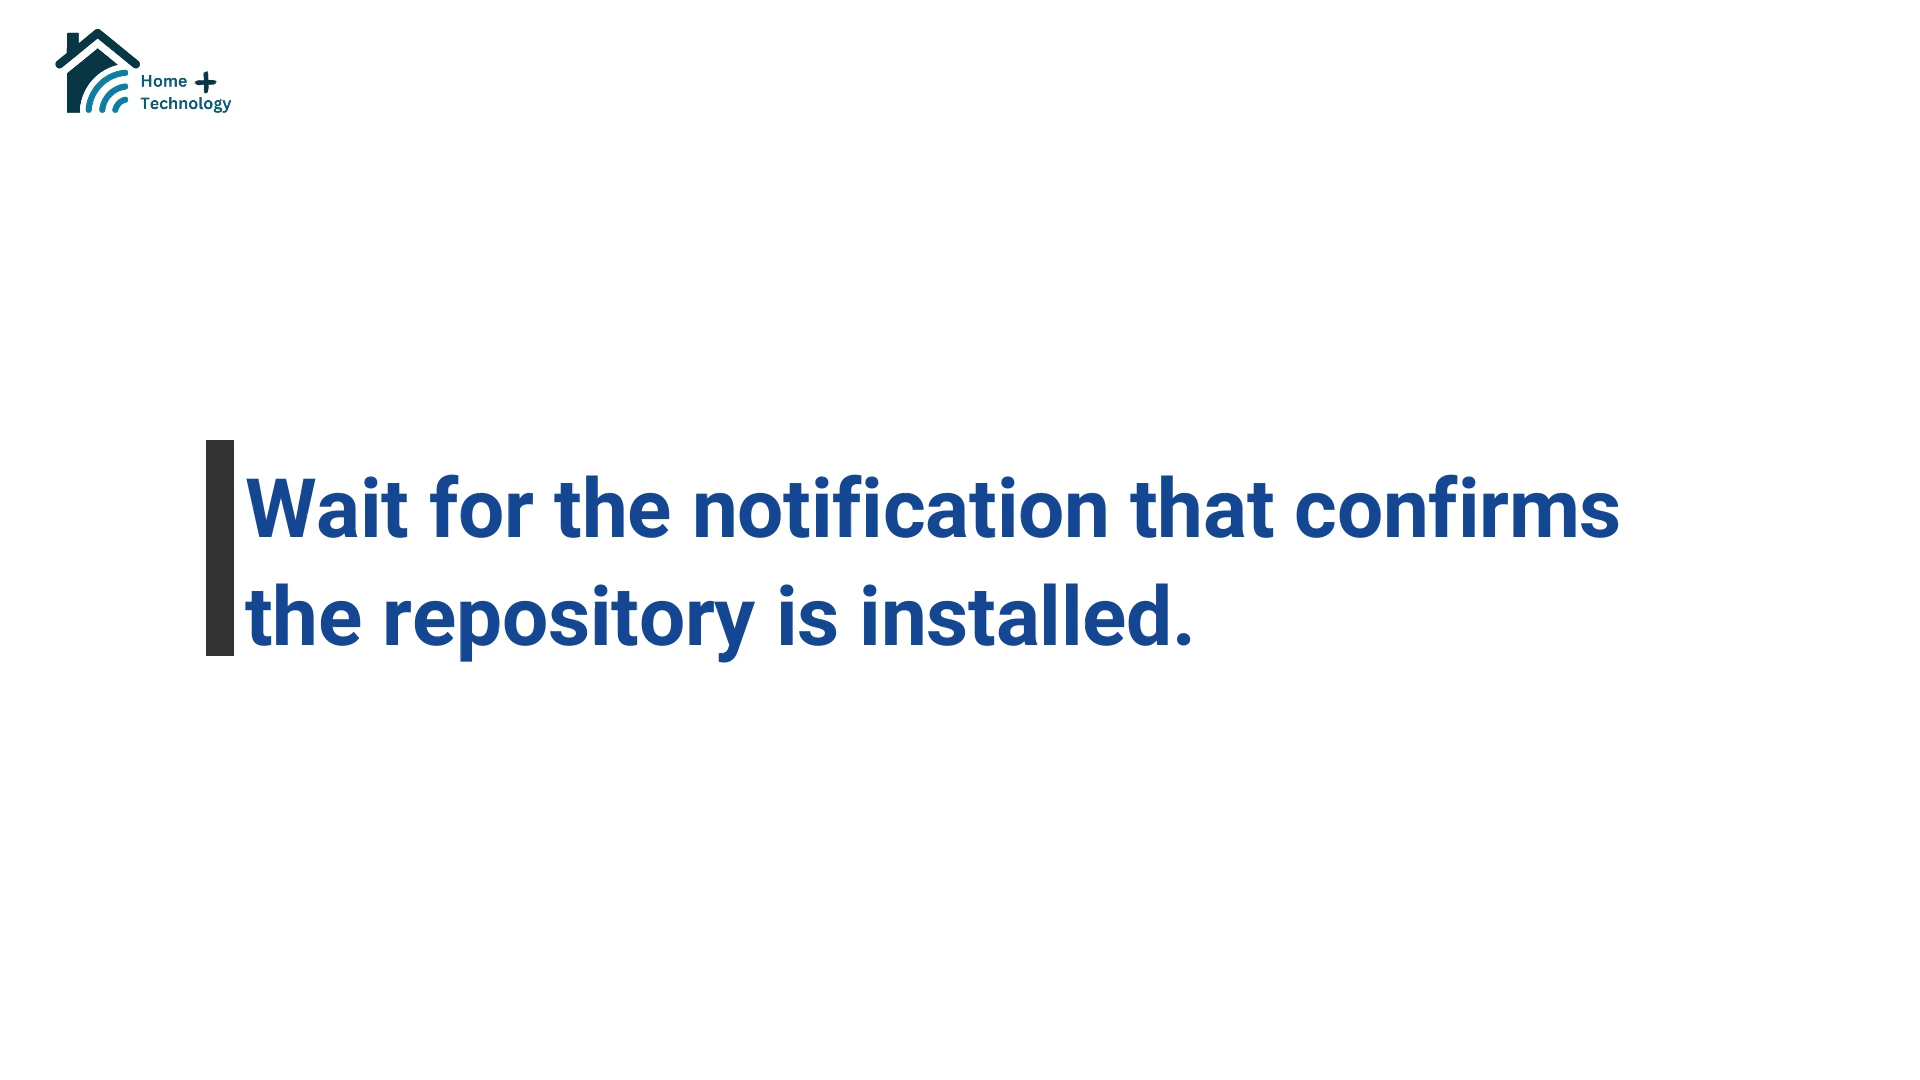 Home +
Technology
Wait for the notification that confirms
the repository is installed.